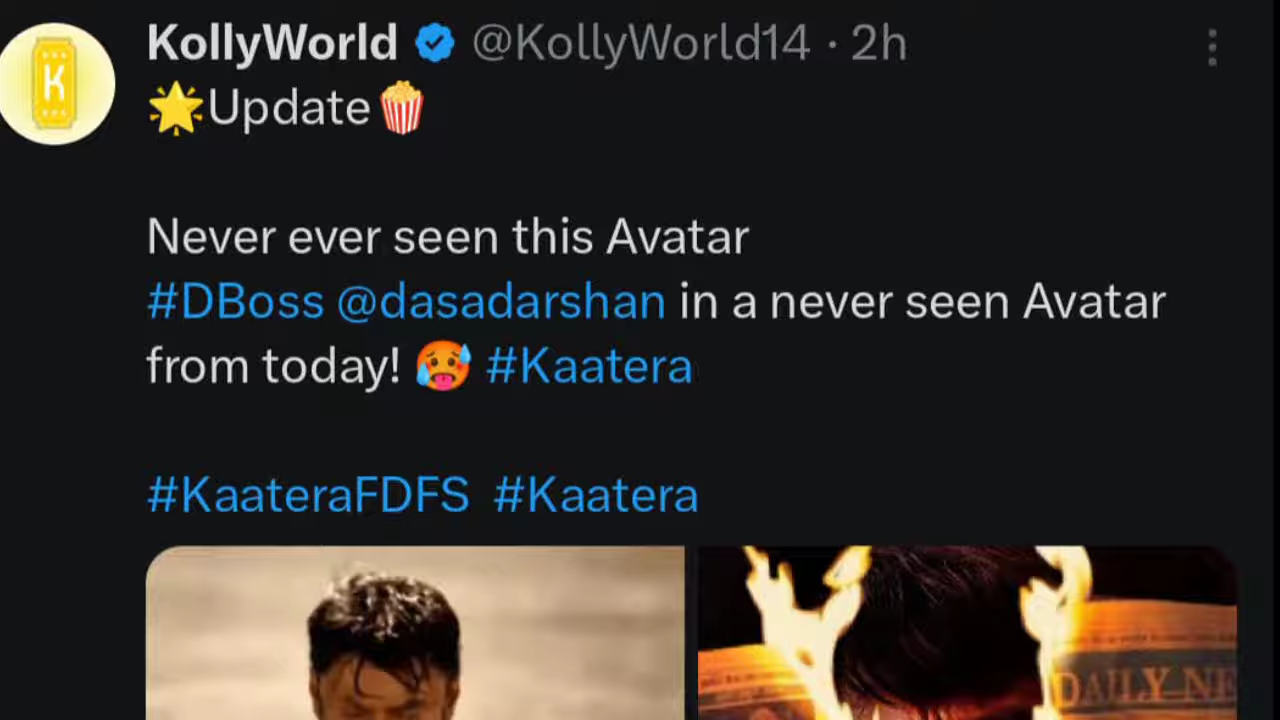 KollyWorld @KollyWorld14 · 2h
🌟Update🍿
Never ever seen this Avatar
#DBoss @dasadarshan in a never seen Avatar
from today! 🥵 #Kaatera
#KaateraFDFS #Kaatera
K
DAILY NE